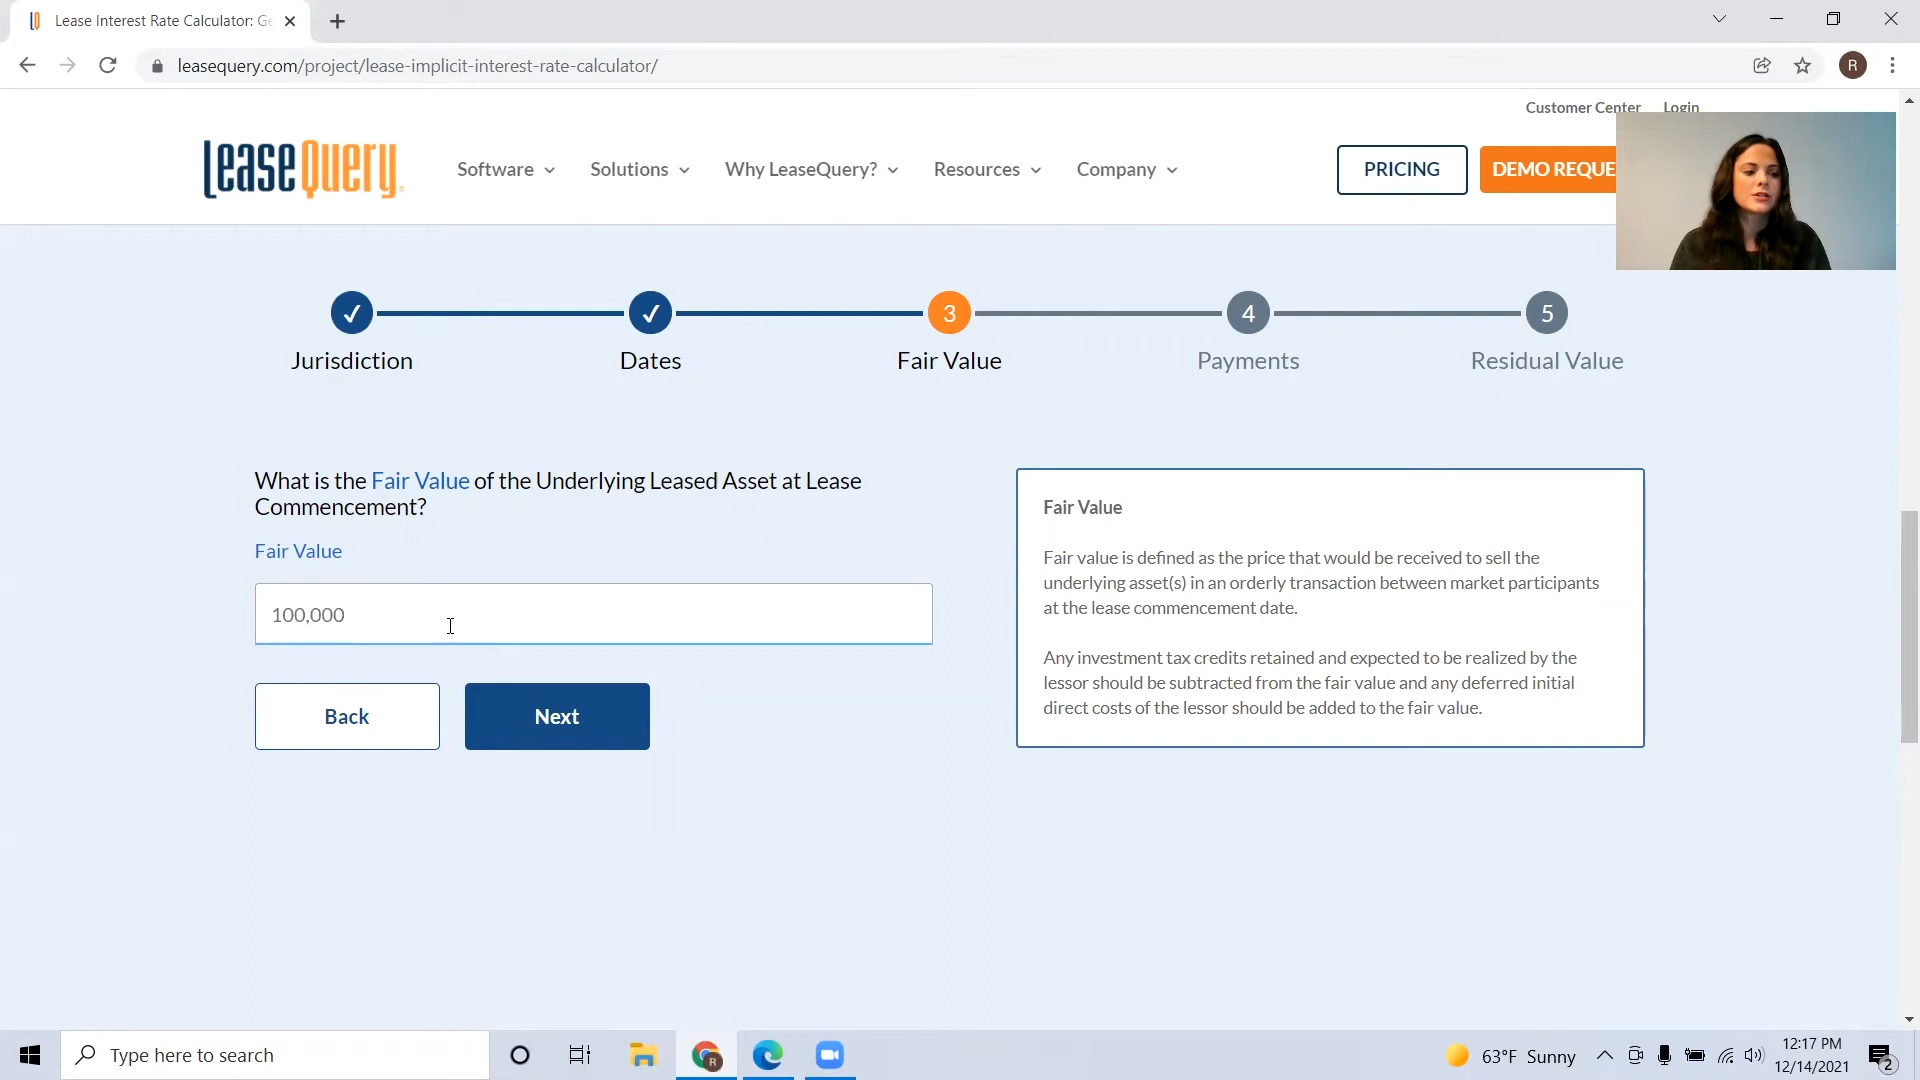 Lease Interest Rate Calculator: Ge
leasequery.com/project/lease-implicit-interest-rate-calculator/
R
Customer Center Login
LeaseQuery
Software
Solutions
Why LeaseQuery?
Resources
Company
PRICING
DEMO REQUE
3
4
5
Jurisdiction
Dates
Fair Value
Payments
Residual Value
What is the Fair Value of the Underlying Leased Asset at Lease
Commencement?
Fair Value
100,000
Back
Next
Fair Value
Fair value is defined as the price that would be received to sell the
underlying asset(s) in an orderly transaction between market participants
at the lease commencement date.
Any investment tax credits retained and expected to be realized by the
lessor should be subtracted from the fair value and any deferred initial
direct costs of the lessor should be added to the fair value.
Type here to search
R
63°F Sunny
12:17 PM
12/14/2021
2